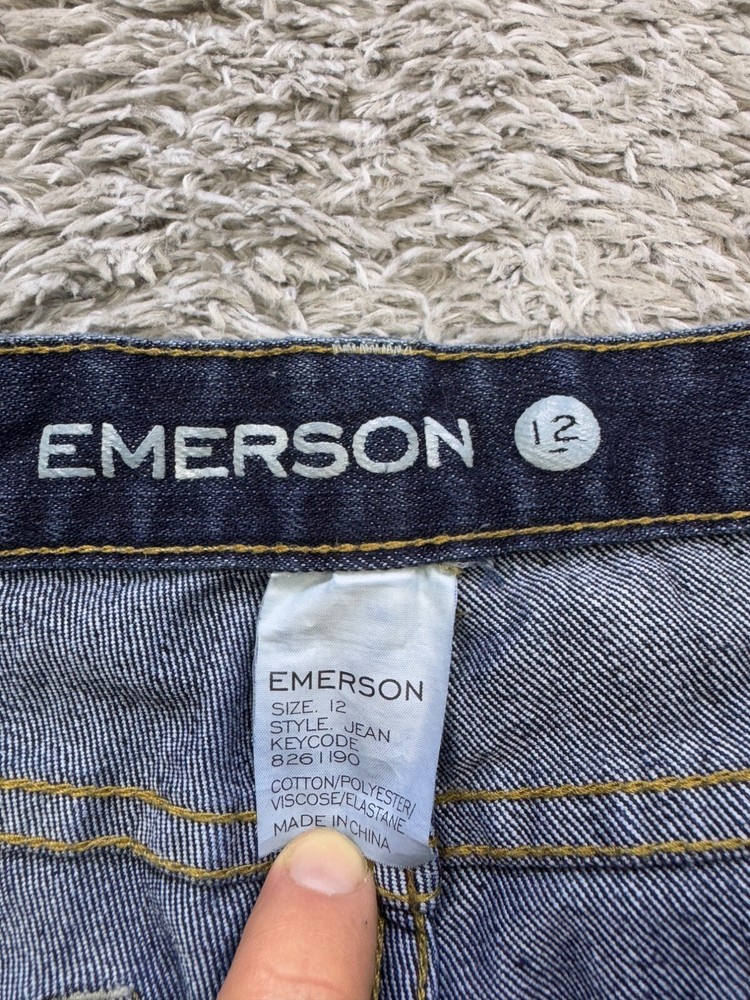 EMERSON 12
EMERSON
SIZE. 12
STYLE. JEAN
KEYCODE
8261190
COTTON/POLYESTER/
VISCOSE/ELASTANE
MADE IN CHINA